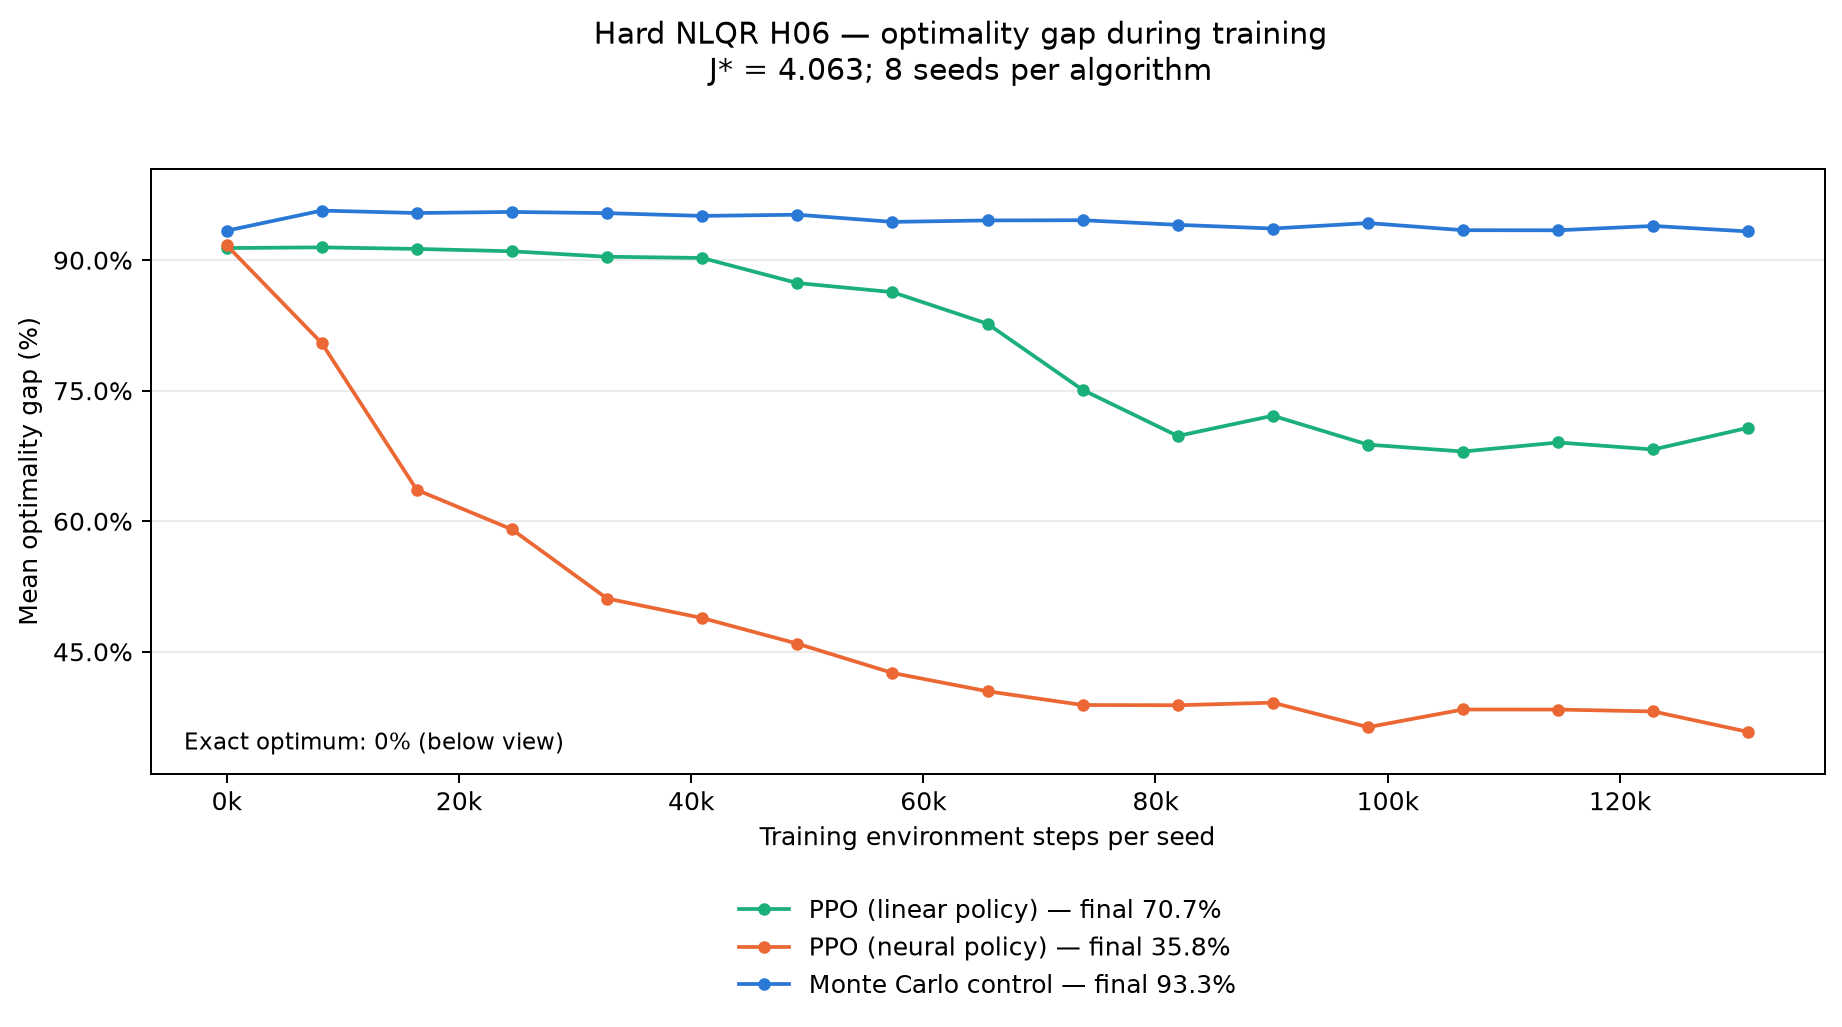 Hard NLQR H06 — optimality gap during training
J* = 4.063; 8 seeds per algorithm
Mean optimality gap (%)
90.0%
75.0%
60.0%
45.0%
Exact optimum: 0% (below view)
0k 20k 40k 60k 80k 100k 120k
Training environment steps per seed
PPO (linear policy) — final 70.7%
PPO (neural policy) — final 35.8%
Monte Carlo control — final 93.3%